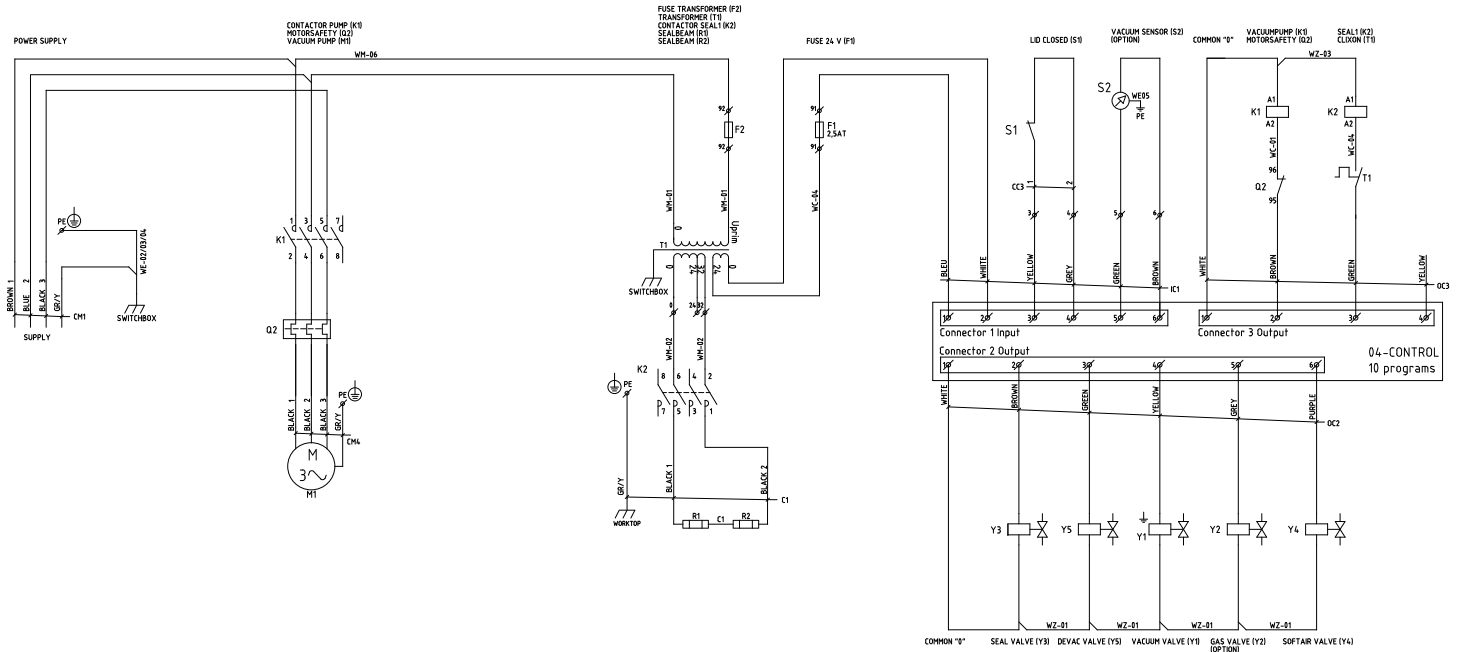 POWER SUPPLY
CONTACTOR PUMP (K1)
MOTORSAFETY (Q2)
VACUUM PUMP (M1)
FUSE TRANSFORMER (F2)
TRANSFORMER (T1)
CONTACTOR SEAL1 (K2)
SEALBEAM (R1)
SEALBEAM (R2)
FUSE 24 V (F1)
LID CLOSED (S1)
VACUUM SENSOR (S2)
(OPTION)
COMMON "0"
VACUUMPUMP (K1)
MOTORSAFETY (Q2)
SEAL1 (K2)
CLIXON (T1)
WM-06
WZ-03
92
F2
92
91
F1
2,5AT
91
S1
S2
WE05
PE
A1
K1
A2
A1
K2
A2
WC-01
WC-04
96
Q2
95
T1
CC3
1
2
3
4
5
6
PE
WE-02/03/04
BROWN 1
BLUE 2
BLACK 3
GR/Y
CM1
SUPPLY
SWITCHBOX
K1
1 3 5 7
2 4 6 8
Q2
BLACK 1
BLACK 2
BLACK 3
GR/Y
PE
CM4
M
3
M1
WM-01
WM-01
WC-04
0
Uprim
T1
0
24
32
24
0
SWITCHBOX
0
24
32
WM-02
WM-02
K2
8 6 4 2
7 5 3 1
PE
GR/Y
BLACK 1
BLACK 2
C1
WORKTOP
R1
C1
R2
BLEU
WHITE
YELLOW
GREY
GREEN
BROWN
IC1
WHITE
BROWN
GREEN
YELLOW
OC3
1 2 3 4 5 6
Connector 1 Input
1 2 3 4
Connector 3 Output
Connector 2 Output
1 2 3 4 5 6
04-CONTROL
10 programs
WHITE
BROWN
GREEN
YELLOW
GREY
PURPLE
OC2
Y3
Y5
Y1
Y2
Y4
WZ-01
WZ-01
WZ-01
WZ-01
COMMON "0"
SEAL VALVE (Y3)
DEVAC VALVE (Y5)
VACUUM VALVE (Y1)
GAS VALVE (Y2)
(OPTION)
SOFTAIR VALVE (Y4)